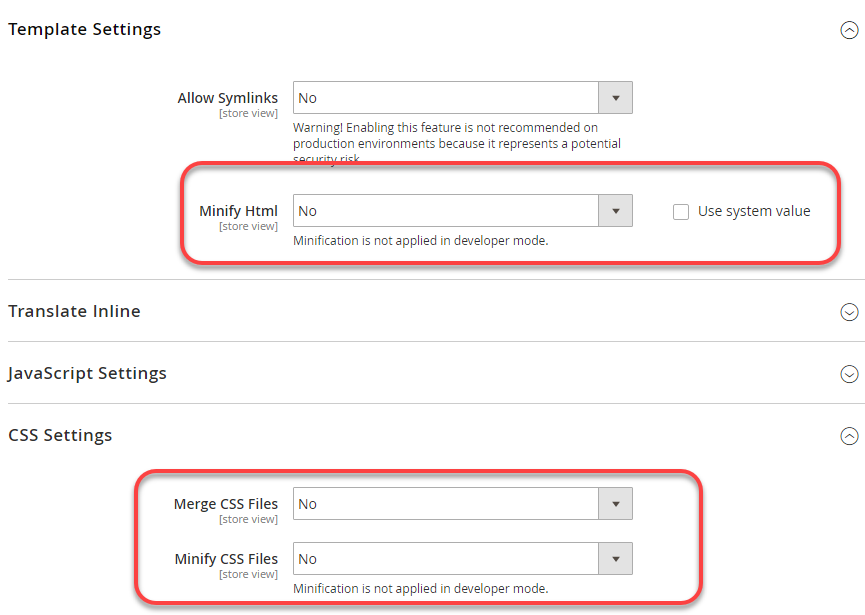 Template Settings
Allow Symlinks No
[store view]
Warning! Enabling this feature is not recommended on
production environments because it represents a potential
security risk.
Minify Html No Use system value
[store view]
Minification is not applied in developer mode.
Translate Inline
JavaScript Settings
CSS Settings
Merge CSS Files No
[store view]
Minify CSS Files No
[store view]
Minification is not applied in developer mode.